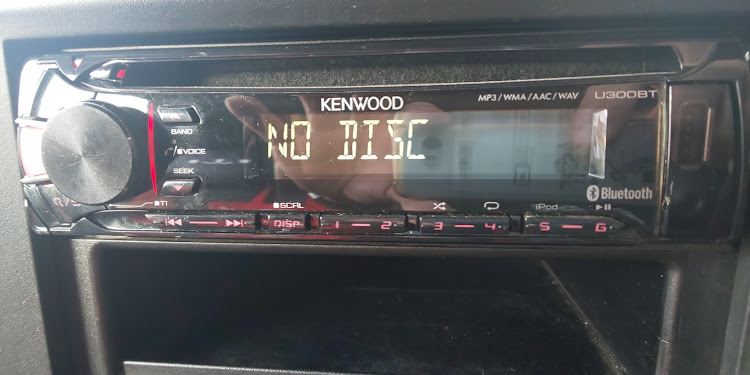 KENWOOD MP3/WMA/AAC/WAV U300BT
BAND
NO DISC
VOICE
SEEK
Bluetooth
TI SCRL iPod
DISP 1 2 3 4 5 6